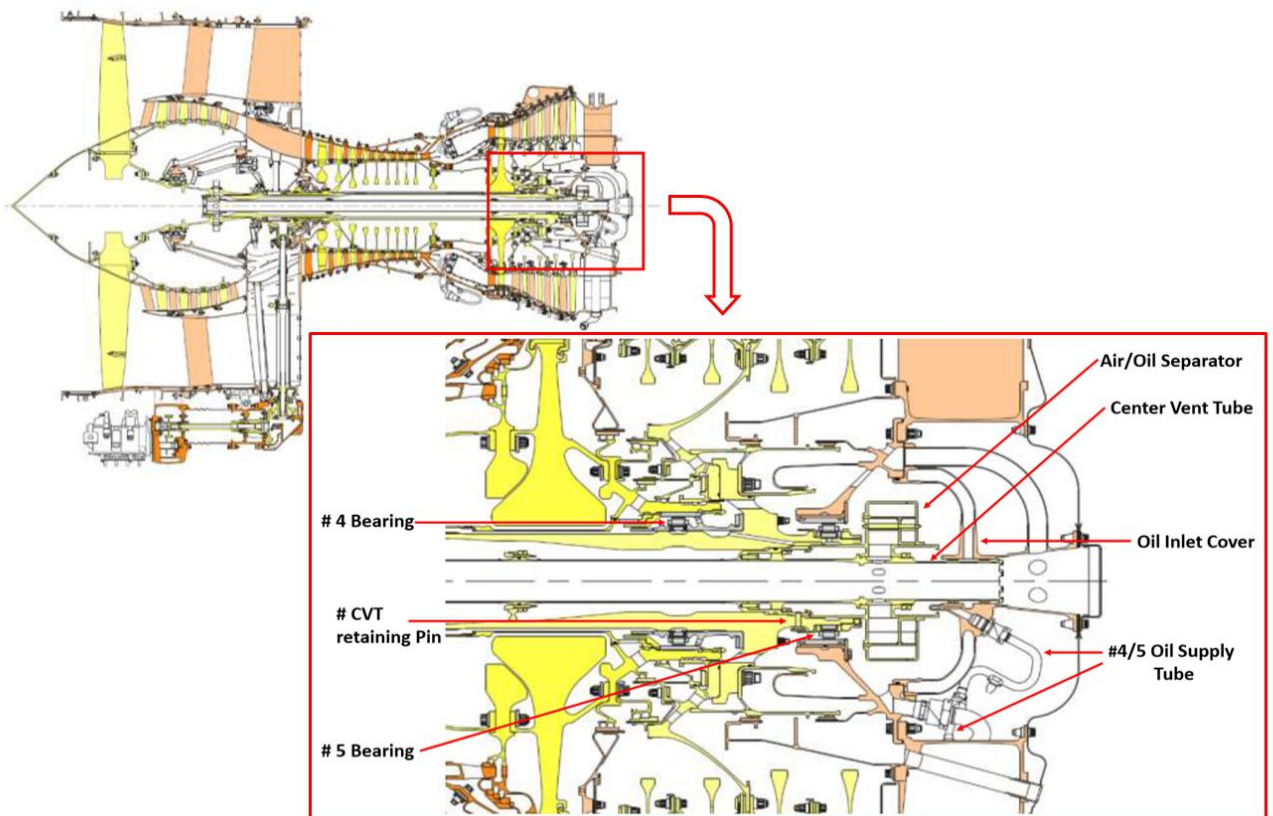 Air/Oil Separator
Center Vent Tube
# 4 Bearing
Oil Inlet Cover
# CVT
retaining Pin
#4/5 Oil Supply
Tube
# 5 Bearing